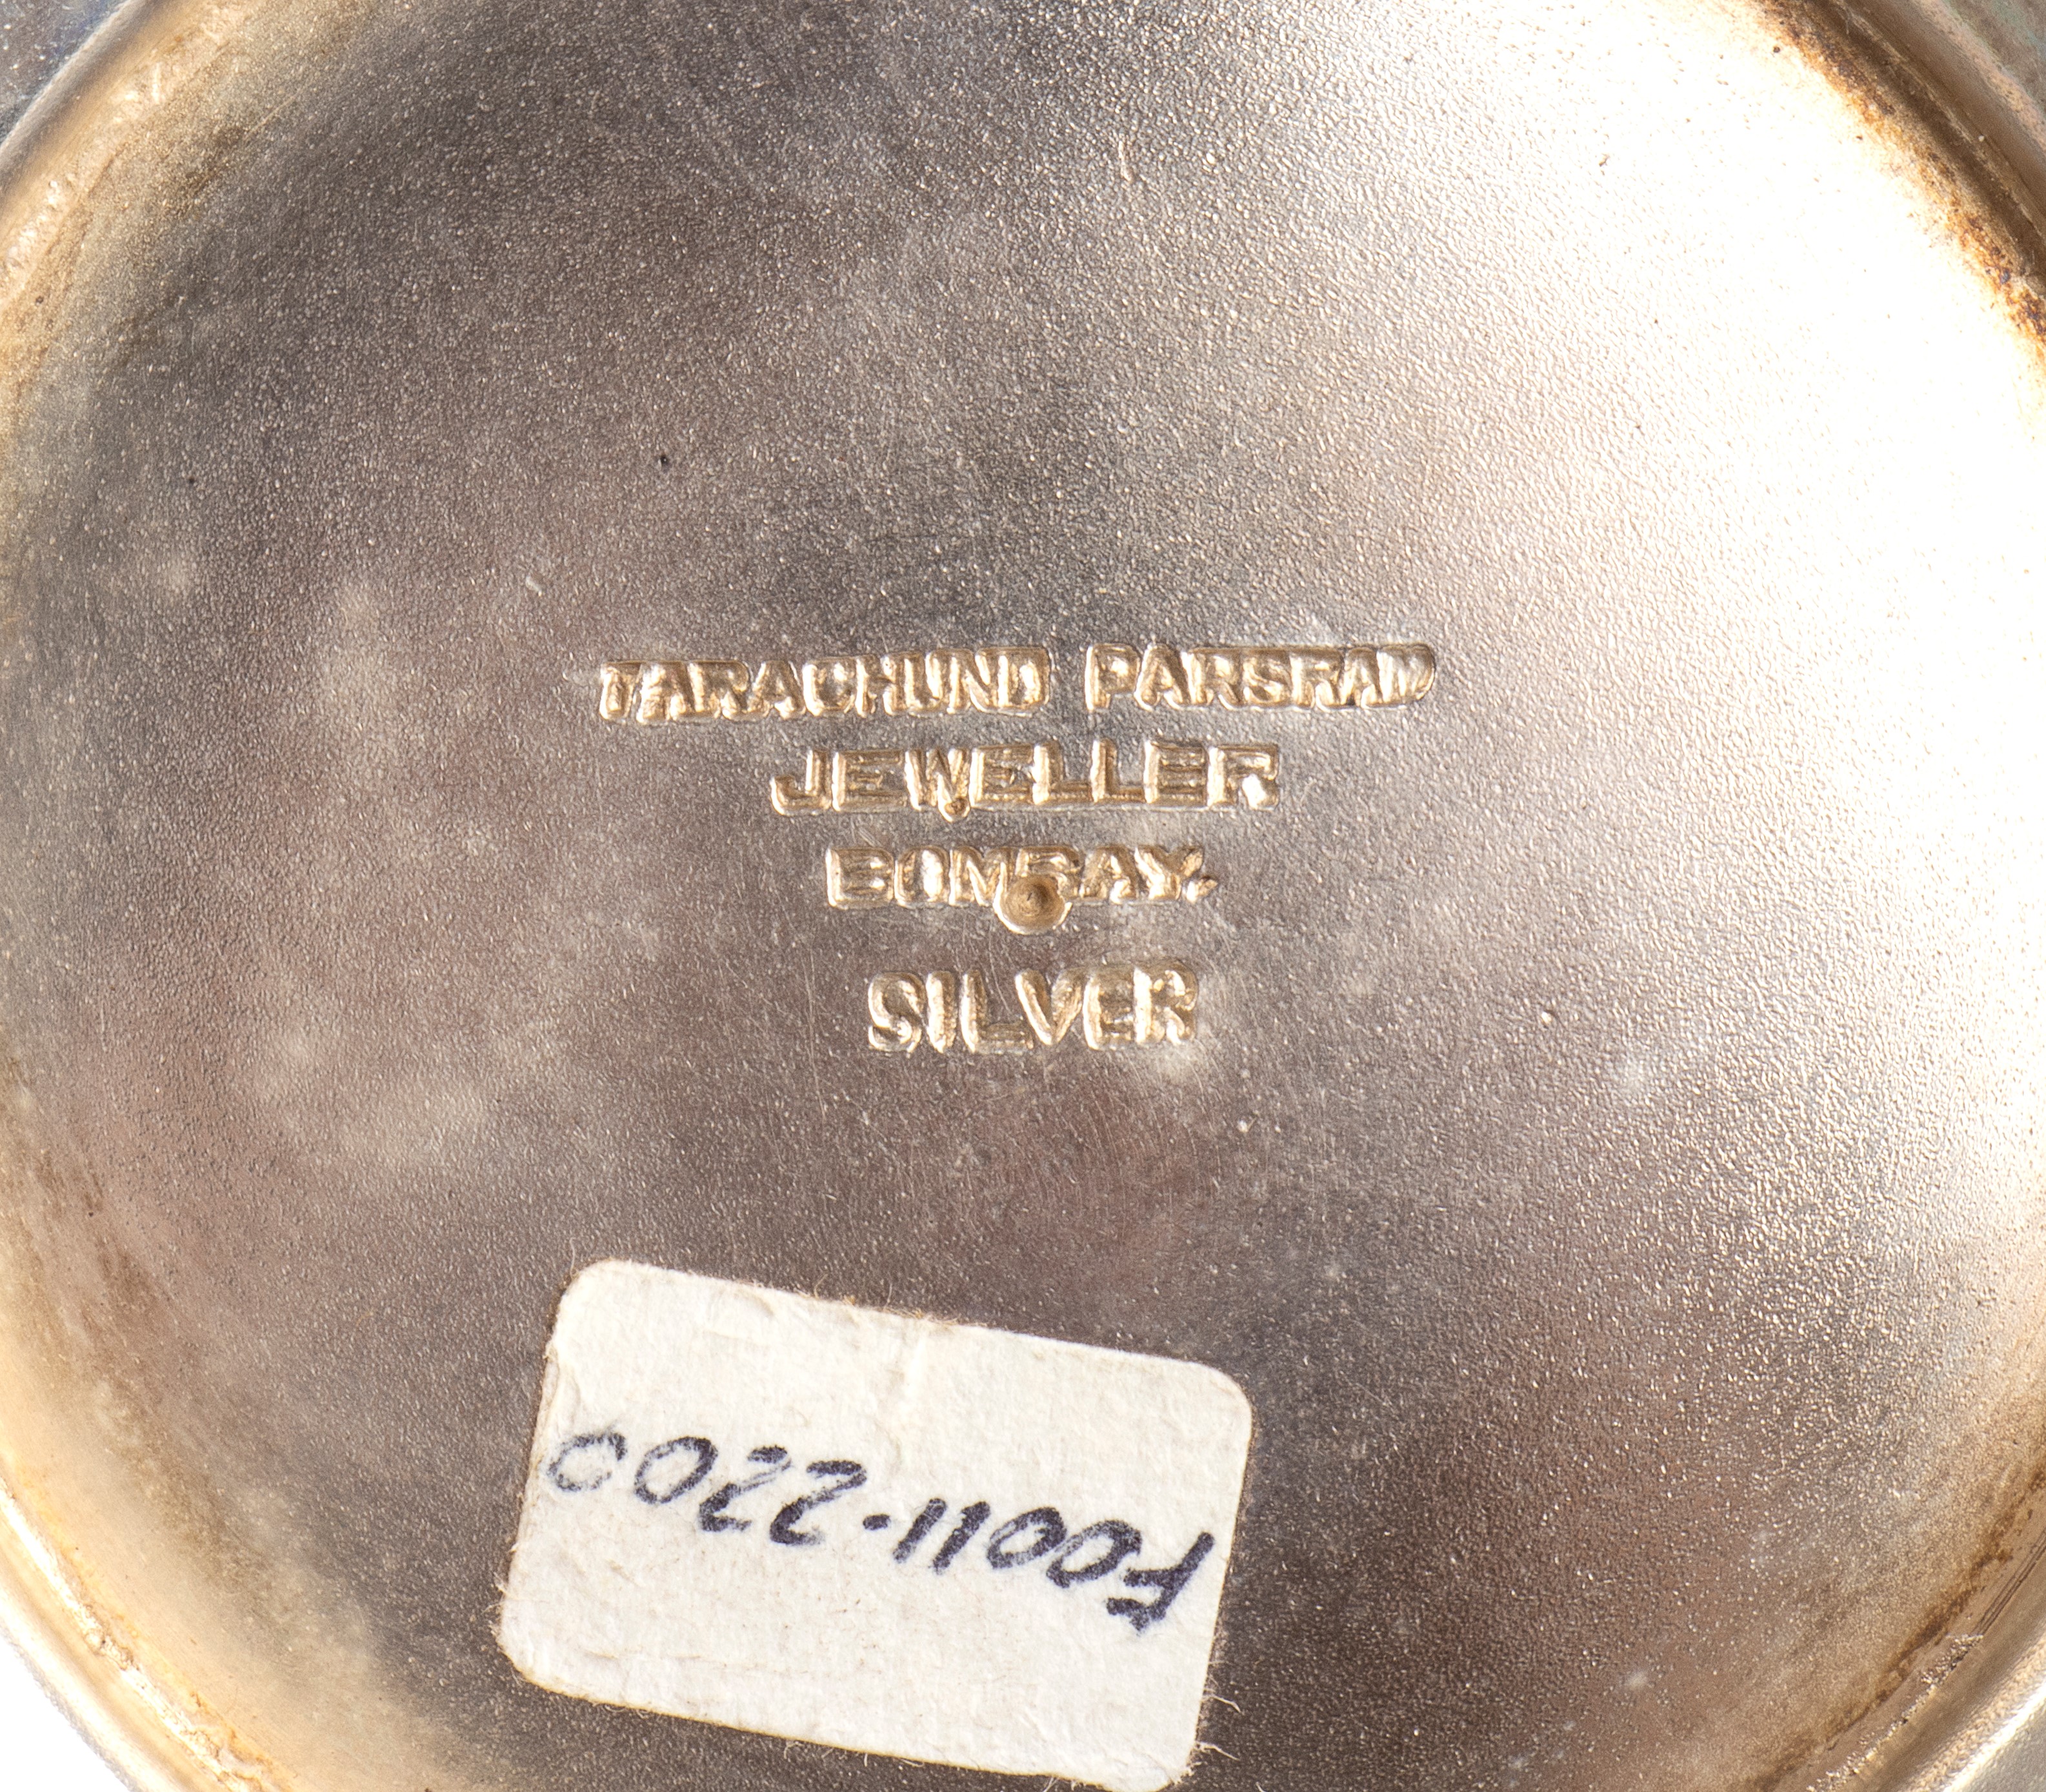 TARACHUND PARSRAM
JEWELLER
BOMBAY.
SILVER
F0011-2200